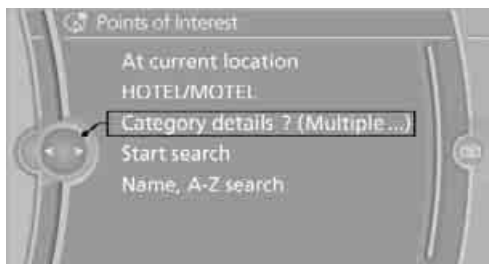 Points of Interest
At current location
HOTEL/MOTEL
Category details ? (Multiple ...)
Start search
Name, A-Z search